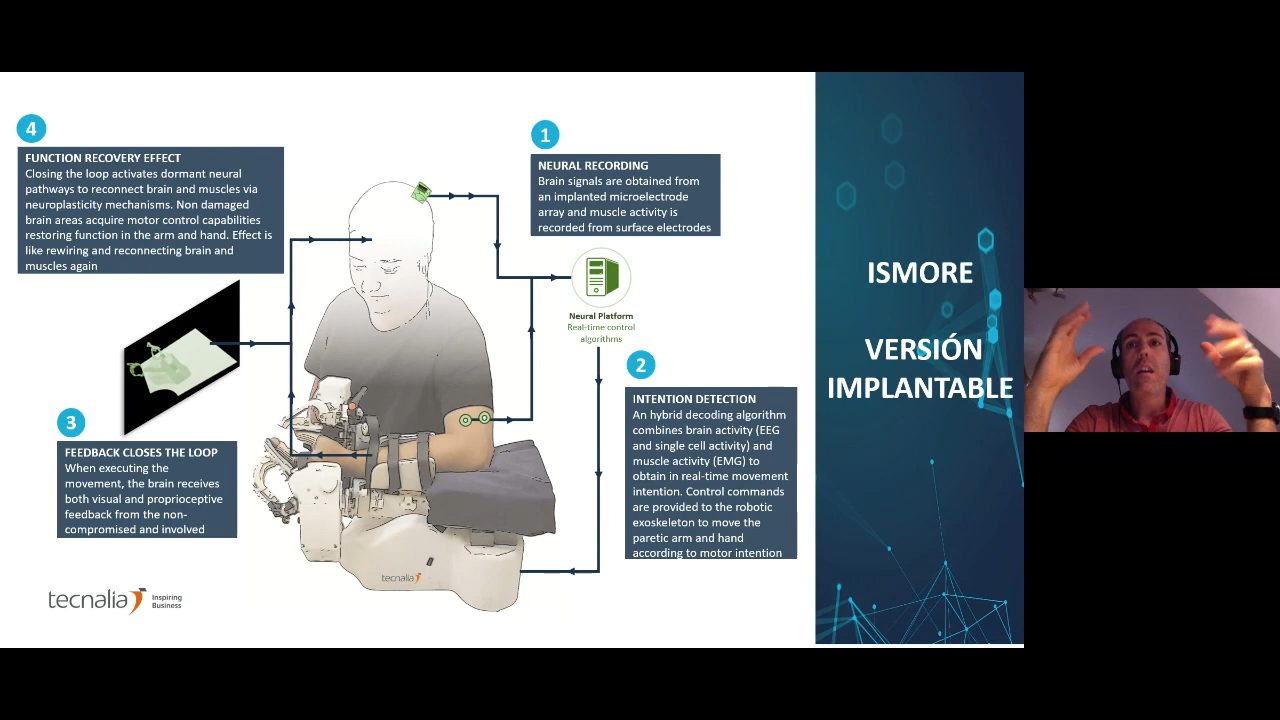 4
FUNCTION RECOVERY EFFECT
Closing the loop activates dormant neural
pathways to reconnect brain and muscles via
neuroplasticity mechanisms. Non damaged
brain areas acquire motor control capabilities
restoring function in the arm and hand. Effect is
like rewiring and reconnecting brain and
muscles again
1
NEURAL RECORDING
Brain signals are obtained from
an implanted microelectrode
array and muscle activity is
recorded from surface electrodes
Neural Platform
Real-time control
algorithms
2
INTENTION DETECTION
An hybrid decoding algorithm
combines brain activity (EEG
and single cell activity) and
muscle activity (EMG) to
obtain in real-time movement
intention. Control commands
are provided to the robotic
exoskeleton to move the
paretic arm and hand
according to motor intention
3
FEEDBACK CLOSES THE LOOP
When executing the
movement, the brain receives
both visual and proprioceptive
feedback from the non-
compromised and involved
tecnalia
tecnalia
Inspiring
Business
ISMORE
VERSIÓN
IMPLANTABLE